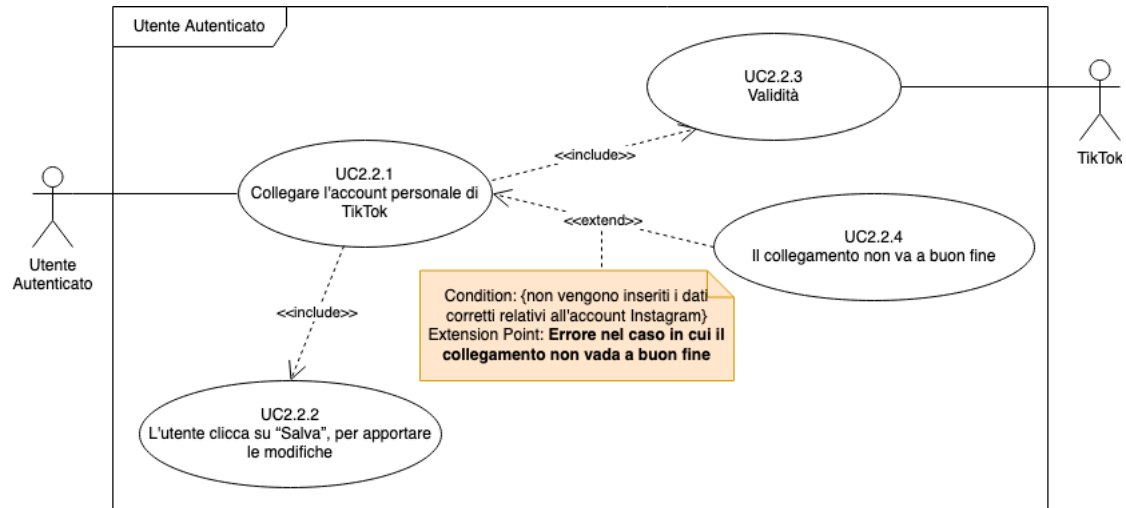 Utente Autenticato
UC2.2.3
Validità
TikTok
<<include>>
UC2.2.1
Collegare l'account personale di
TikTok
Utente
Autenticato
<<extend>>
UC2.2.4
Il collegamento non va a buon fine
Condition: {non vengono inseriti i dati
corretti relativi all'account Instagram}
Extension Point: Errore nel caso in cui il
collegamento non vada a buon fine
<<include>>
UC2.2.2
L'utente clicca su “Salva”, per apportare
le modifiche